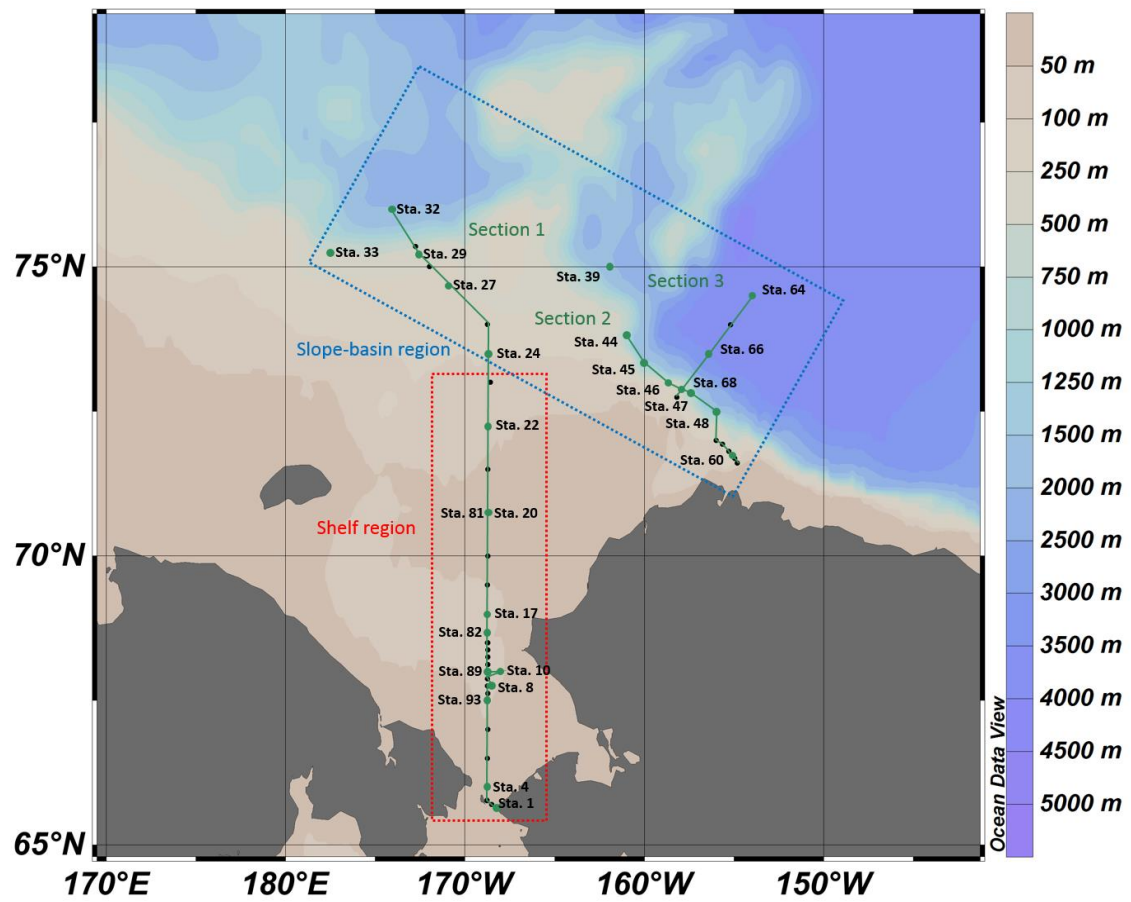 50 m
100 m
250 m
500 m
750 m
1000 m
1250 m
1500 m
2000 m
2500 m
3000 m
3500 m
4000 m
4500 m
5000 m
Ocean Data View
75°N
70°N
65°N
170°E
180°E
170°W
160°W
150°W
Sta. 32
Section 1
Sta. 33
Sta. 29
Sta. 39
Section 3
Sta. 27
Sta. 64
Section 2
Sta. 44
Slope-basin region
Sta. 24
Sta. 66
Sta. 45
Sta. 46
Sta. 68
Sta. 47
Sta. 48
Sta. 22
Sta. 60
Shelf region
Sta. 81
Sta. 20
Sta. 17
Sta. 82
Sta. 89
Sta. 10
Sta. 8
Sta. 93
Sta. 4
Sta. 1